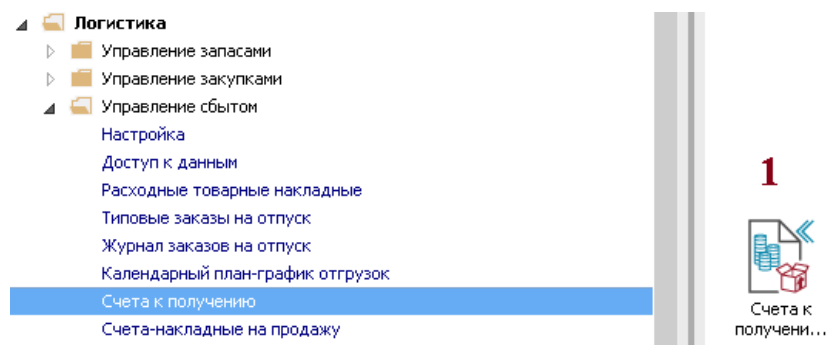 Логистика
Управление запасами
Управление закупками
Управление сбытом
Настройка
Доступ к данным
Расходные товарные накладные
Типовые заказы на отпуск
Журнал заказов на отпуск
Календарный план-график отгрузок
Счета к получению
Счета-накладные на продажу
1
Счета к
получени...